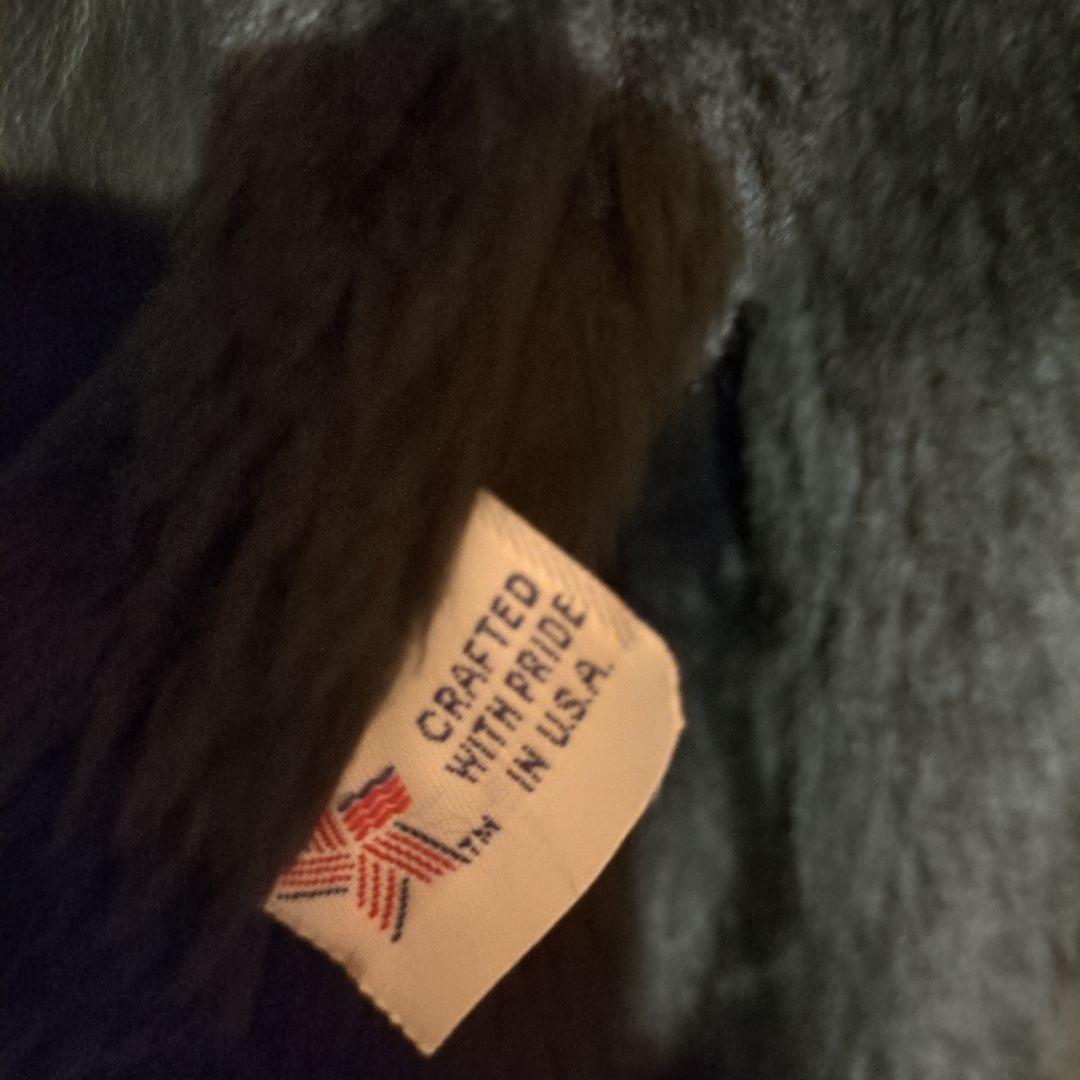 CRAFTED
WITH PRIDE
IN U.S.A.
TM